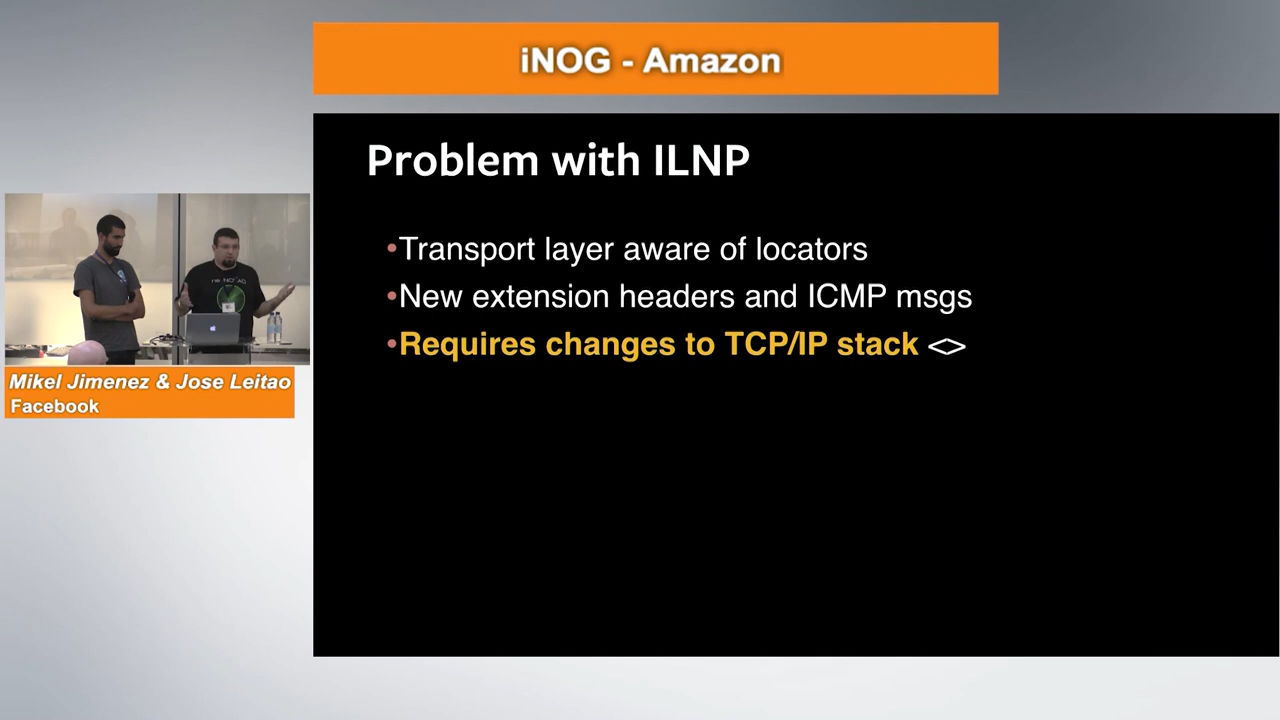 iNOG - Amazon
Problem with ILNP
•Transport layer aware of locators
•New extension headers and ICMP msgs
•Requires changes to TCP/IP stack <>
Mikel Jimenez & Jose Leitao
Facebook